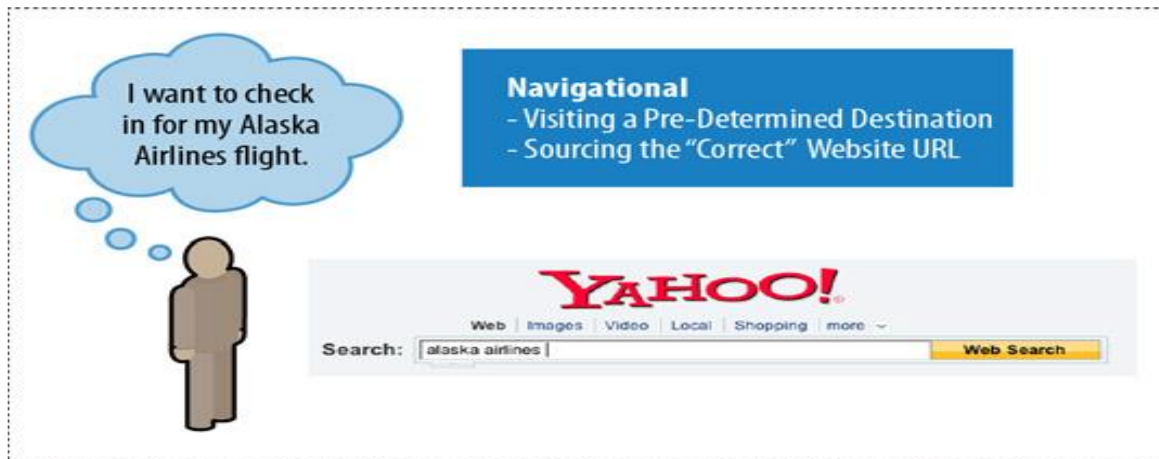 I want to check
in for my Alaska
Airlines flight.
Navigational
- Visiting a Pre-Determined Destination
- Sourcing the “Correct” Website URL
YAHOO!
Web | Images | Video | Local | Shopping | more
Search: alaska airlines Web Search